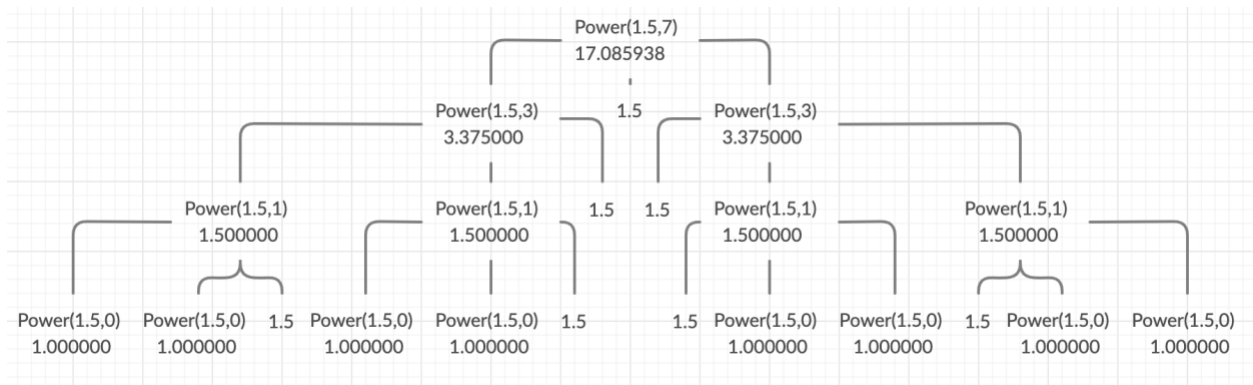 Power(1.5,7)
17.085938
Power(1.5,3) 1.5 Power(1.5,3)
3.375000 3.375000
Power(1.5,1) Power(1.5,1) 1.5 1.5 Power(1.5,1) Power(1.5,1)
1.500000 1.500000 1.500000 1.500000
Power(1.5,0) Power(1.5,0) 1.5 Power(1.5,0) Power(1.5,0) 1.5 1.5 Power(1.5,0) Power(1.5,0) 1.5 Power(1.5,0) Power(1.5,0)
1.000000 1.000000 1.000000 1.000000 1.000000 1.000000 1.000000 1.000000